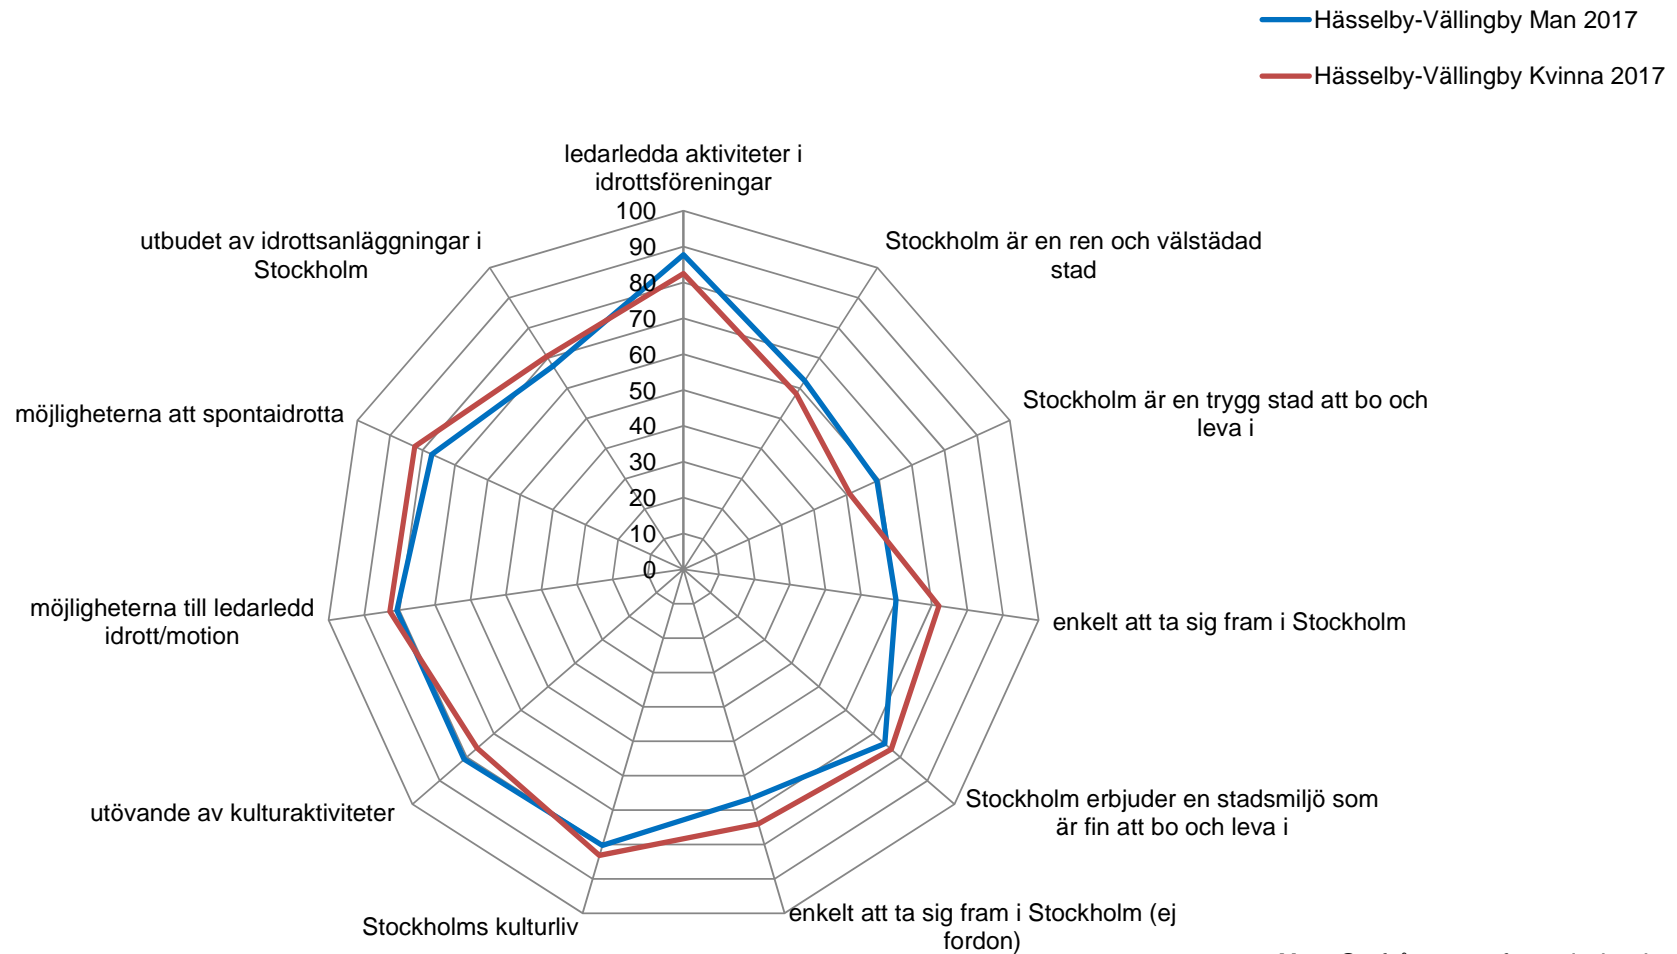 Hässelby-Vällingby Man 2017
Hässelby-Vällingby Kvinna 2017
ledarledda aktiviteter i
idrottsföreningar
Stockholm är en ren och välstädad
stad
Stockholm är en trygg stad att bo och
leva i
enkelt att ta sig fram i Stockholm
Stockholm erbjuder en stadsmiljö som
är fin att bo och leva i
enkelt att ta sig fram i Stockholm (ej
fordon)
Stockholms kulturliv
utövande av kulturaktiviteter
möjligheterna till ledarledd
idrott/motion
möjligheterna att spontaidrotta
utbudet av idrottsanläggningar i
Stockholm
100
90
80
70
60
50
40
30
20
10
0